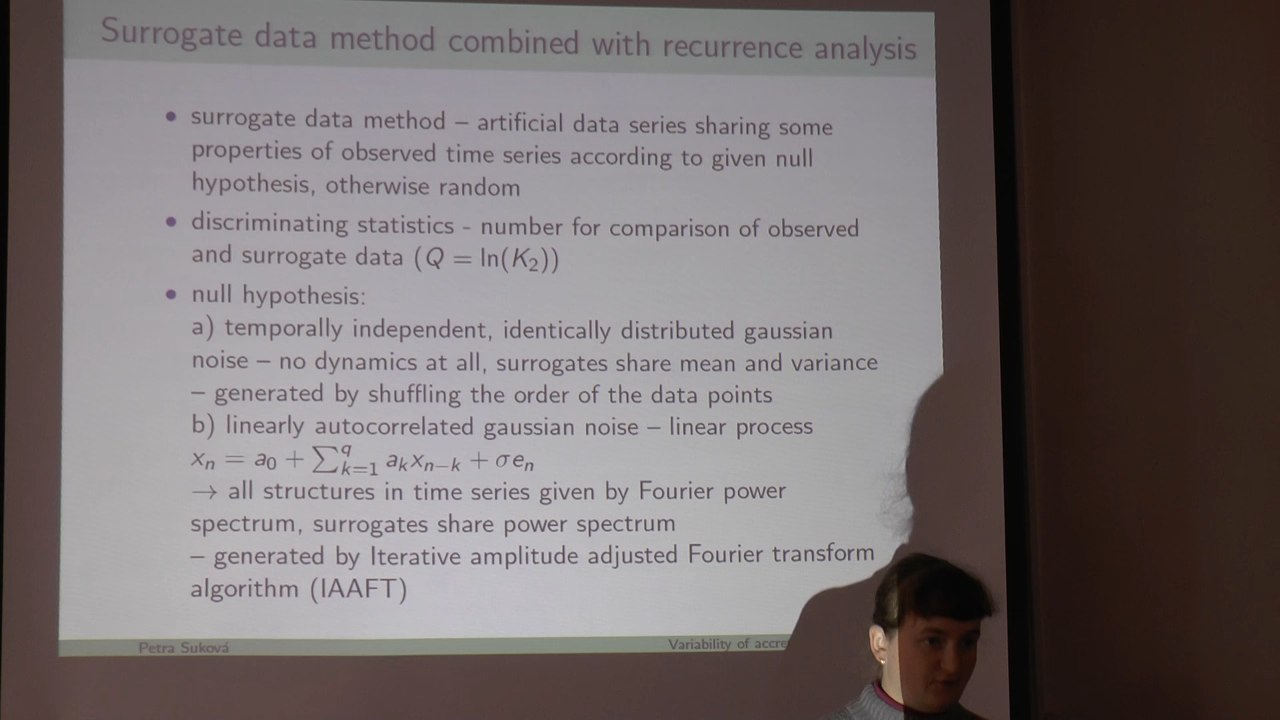 Surrogate data method combined with recurrence analysis
• surrogate data method – artificial data series sharing some
properties of observed time series according to given null
hypothesis, otherwise random
• discriminating statistics - number for comparison of observed
and surrogate data (Q = ln(K₂))
• null hypothesis:
a) temporally independent, identically distributed gaussian
noise – no dynamics at all, surrogates share mean and variance
– generated by shuffling the order of the data points
b) linearly autocorrelated gaussian noise – linear process
xₙ = a₀ + ∑_{k=1}^{q} aₖxₙ₋ₖ + σeₙ
→ all structures in time series given by Fourier power
spectrum, surrogates share power spectrum
– generated by Iterative amplitude adjusted Fourier transform
algorithm (IAAFT)
Petra Suková
Variability of accre